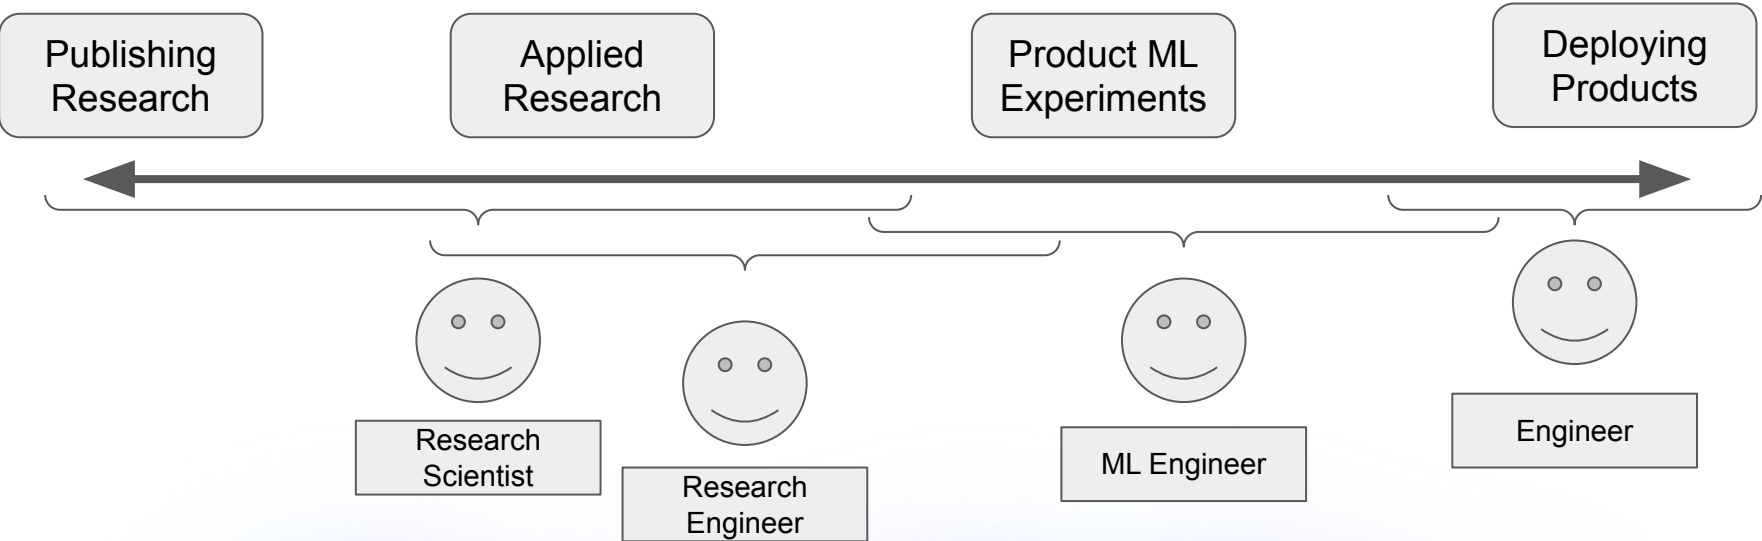 Publishing
Research
Applied
Research
Product ML
Experiments
Deploying
Products
Research
Scientist
Research
Engineer
ML Engineer
Engineer